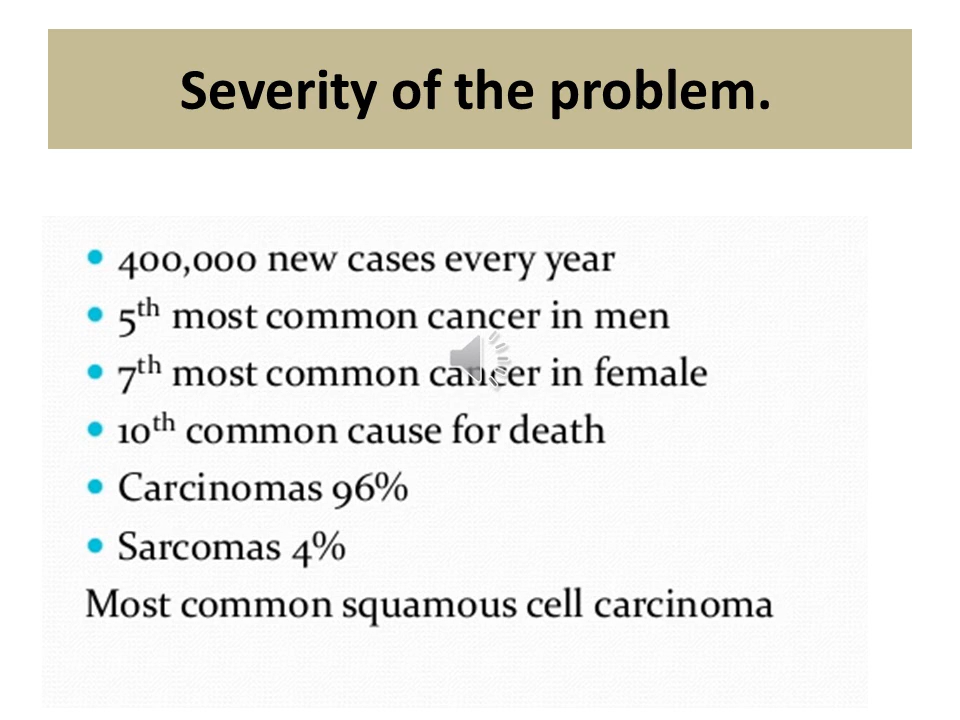 Severity of the problem.
• 400,000 new cases every year
• 5th most common cancer in men
• 7th most common cancer in female
• 10th common cause for death
• Carcinomas 96%
• Sarcomas 4%
Most common squamous cell carcinoma